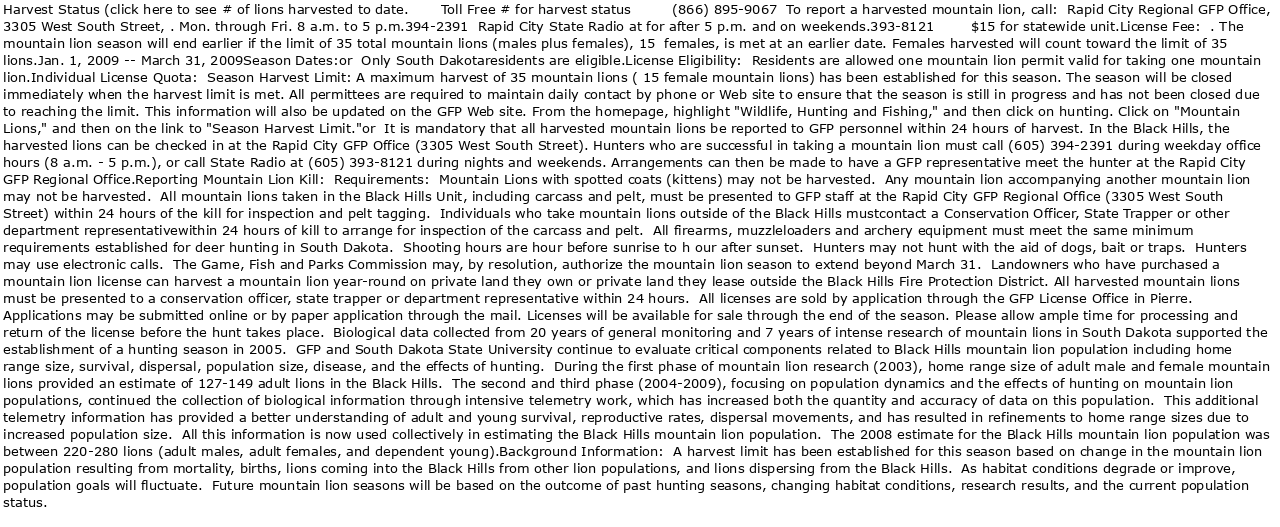 Harvest Status (click here to see # of lions harvested to date.        Toll Free # for harvest status          (866) 895-9067  To report a harvested mountain lion, call:  Rapid City Regional GFP Office,
3305 West South Street, . Mon. through Fri. 8 a.m. to 5 p.m.394-2391  Rapid City State Radio at for after 5 p.m. and on weekends.393-8121         $15 for statewide unit.License Fee:  . The
mountain lion season will end earlier if the limit of 35 total mountain lions (males plus females), 15  females, is met at an earlier date. Females harvested will count toward the limit of 35
lions.Jan. 1, 2009 -- March 31, 2009Season Dates:or  Only South Dakotaresidents are eligible.License Eligibility:  Residents are allowed one mountain lion permit valid for taking one mountain
lion.Individual License Quota:  Season Harvest Limit: A maximum harvest of 35 mountain lions ( 15 female mountain lions) has been established for this season. The season will be closed
immediately when the harvest limit is met. All permittees are required to maintain daily contact by phone or Web site to ensure that the season is still in progress and has not been closed due
to reaching the limit. This information will also be updated on the GFP Web site. From the homepage, highlight "Wildlife, Hunting and Fishing," and then click on hunting. Click on "Mountain
Lions," and then on the link to "Season Harvest Limit."or  It is mandatory that all harvested mountain lions be reported to GFP personnel within 24 hours of harvest. In the Black Hills, the
harvested lions can be checked in at the Rapid City GFP Office (3305 West South Street). Hunters who are successful in taking a mountain lion must call (605) 394-2391 during weekday office
hours (8 a.m. - 5 p.m.), or call State Radio at (605) 393-8121 during nights and weekends. Arrangements can then be made to have a GFP representative meet the hunter at the Rapid City
GFP Regional Office.Reporting Mountain Lion Kill:  Requirements:  Mountain Lions with spotted coats (kittens) may not be harvested.  Any mountain lion accompanying another mountain lion
may not be harvested.  All mountain lions taken in the Black Hills Unit, including carcass and pelt, must be presented to GFP staff at the Rapid City GFP Regional Office (3305 West South
Street) within 24 hours of the kill for inspection and pelt tagging.  Individuals who take mountain lions outside of the Black Hills mustcontact a Conservation Officer, State Trapper or other
department representativewithin 24 hours of kill to arrange for inspection of the carcass and pelt.  All firearms, muzzleloaders and archery equipment must meet the same minimum
requirements established for deer hunting in South Dakota.  Shooting hours are hour before sunrise to h our after sunset.  Hunters may not hunt with the aid of dogs, bait or traps.  Hunters
may use electronic calls.  The Game, Fish and Parks Commission may, by resolution, authorize the mountain lion season to extend beyond March 31.  Landowners who have purchased a
mountain lion license can harvest a mountain lion year-round on private land they own or private land they lease outside the Black Hills Fire Protection District. All harvested mountain lions
must be presented to a conservation officer, state trapper or department representative within 24 hours.  All licenses are sold by application through the GFP License Office in Pierre.
Applications may be submitted online or by paper application through the mail. Licenses will be available for sale through the end of the season. Please allow ample time for processing and
return of the license before the hunt takes place.  Biological data collected from 20 years of general monitoring and 7 years of intense research of mountain lions in South Dakota supported the
establishment of a hunting season in 2005.  GFP and South Dakota State University continue to evaluate critical components related to Black Hills mountain lion population including home
range size, survival, dispersal, population size, disease, and the effects of hunting.  During the first phase of mountain lion research (2003), home range size of adult male and female mountain
lions provided an estimate of 127-149 adult lions in the Black Hills.  The second and third phase (2004-2009), focusing on population dynamics and the effects of hunting on mountain lion
populations, continued the collection of biological information through intensive telemetry work, which has increased both the quantity and accuracy of data on this population.  This additional
telemetry information has provided a better understanding of adult and young survival, reproductive rates, dispersal movements, and has resulted in refinements to home range sizes due to
increased population size.  All this information is now used collectively in estimating the Black Hills mountain lion population.  The 2008 estimate for the Black Hills mountain lion population was
between 220-280 lions (adult males, adult females, and dependent young).Background Information:  A harvest limit has been established for this season based on change in the mountain lion
population resulting from mortality, births, lions coming into the Black Hills from other lion populations, and lions dispersing from the Black Hills.  As habitat conditions degrade or improve,
population goals will fluctuate.  Future mountain lion seasons will be based on the outcome of past hunting seasons, changing habitat conditions, research results, and the current population
status.